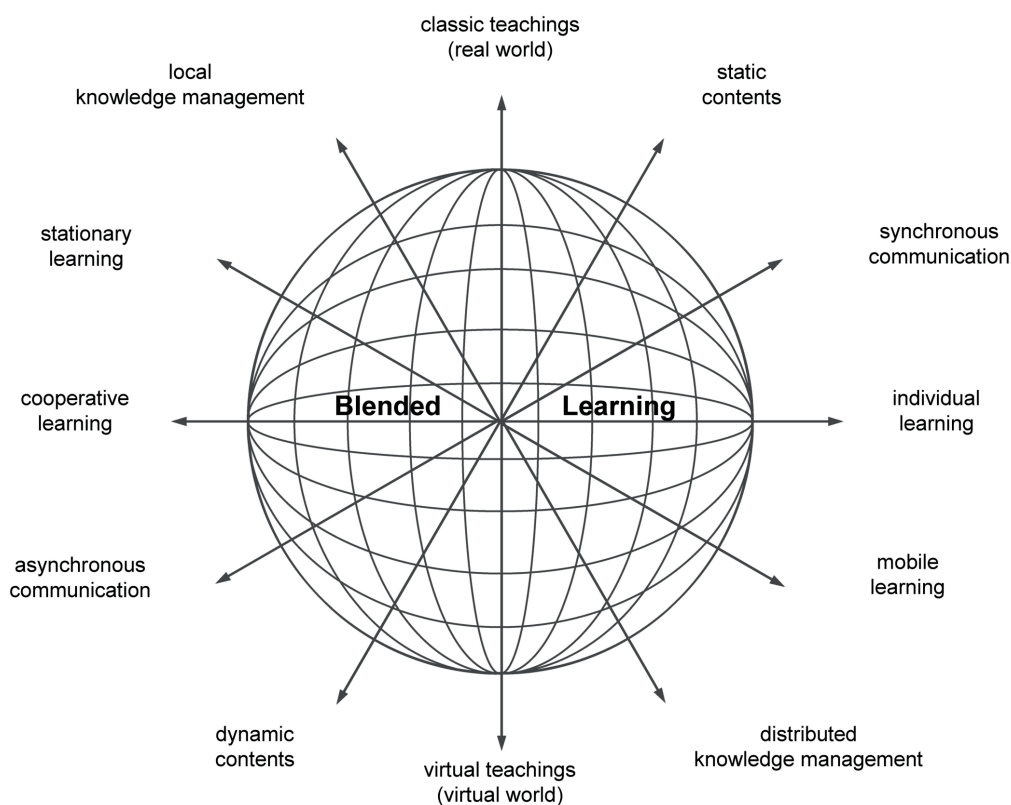 classic teachings
(real world)
local
knowledge management
static
contents
stationary
learning
synchronous
communication
cooperative
learning
Blended Learning
individual
learning
asynchronous
communication
mobile
learning
dynamic
contents
distributed
knowledge management
virtual teachings
(virtual world)